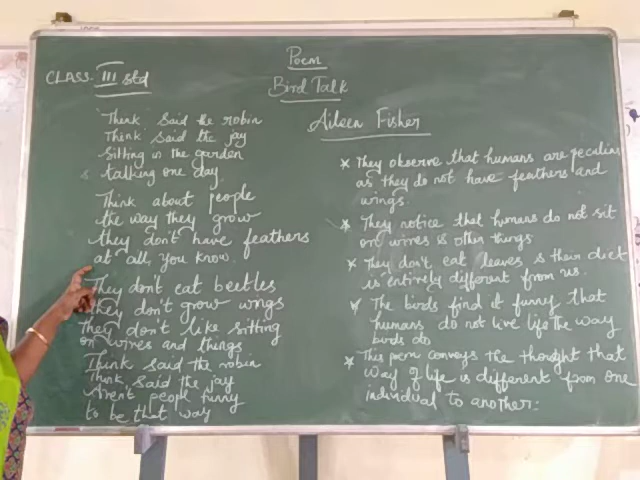 Poem
CLASS. III std
Bird Talk
Aileen Fisher
"Think" said the robin
Think said the jay
sitting in the garden
talking one day.
Think about people
the way they grow
they don't have feathers
at all, you know.
They don't eat beetles
they don't grow wings
they don't like sitting
on wires and things
Think said the robin
Think said the jay
Aren't people funny
to be that way
* They observe that humans are peculiar
as they do not have feathers and
wings.
* They notice that humans do not sit
on wires & other things
* They don't eat leaves & their diet
is entirely different from us.
* The birds find it funny that
humans do not live life the way
birds do
* This poem conveys the thought that
way of life is different from one
individual to another: